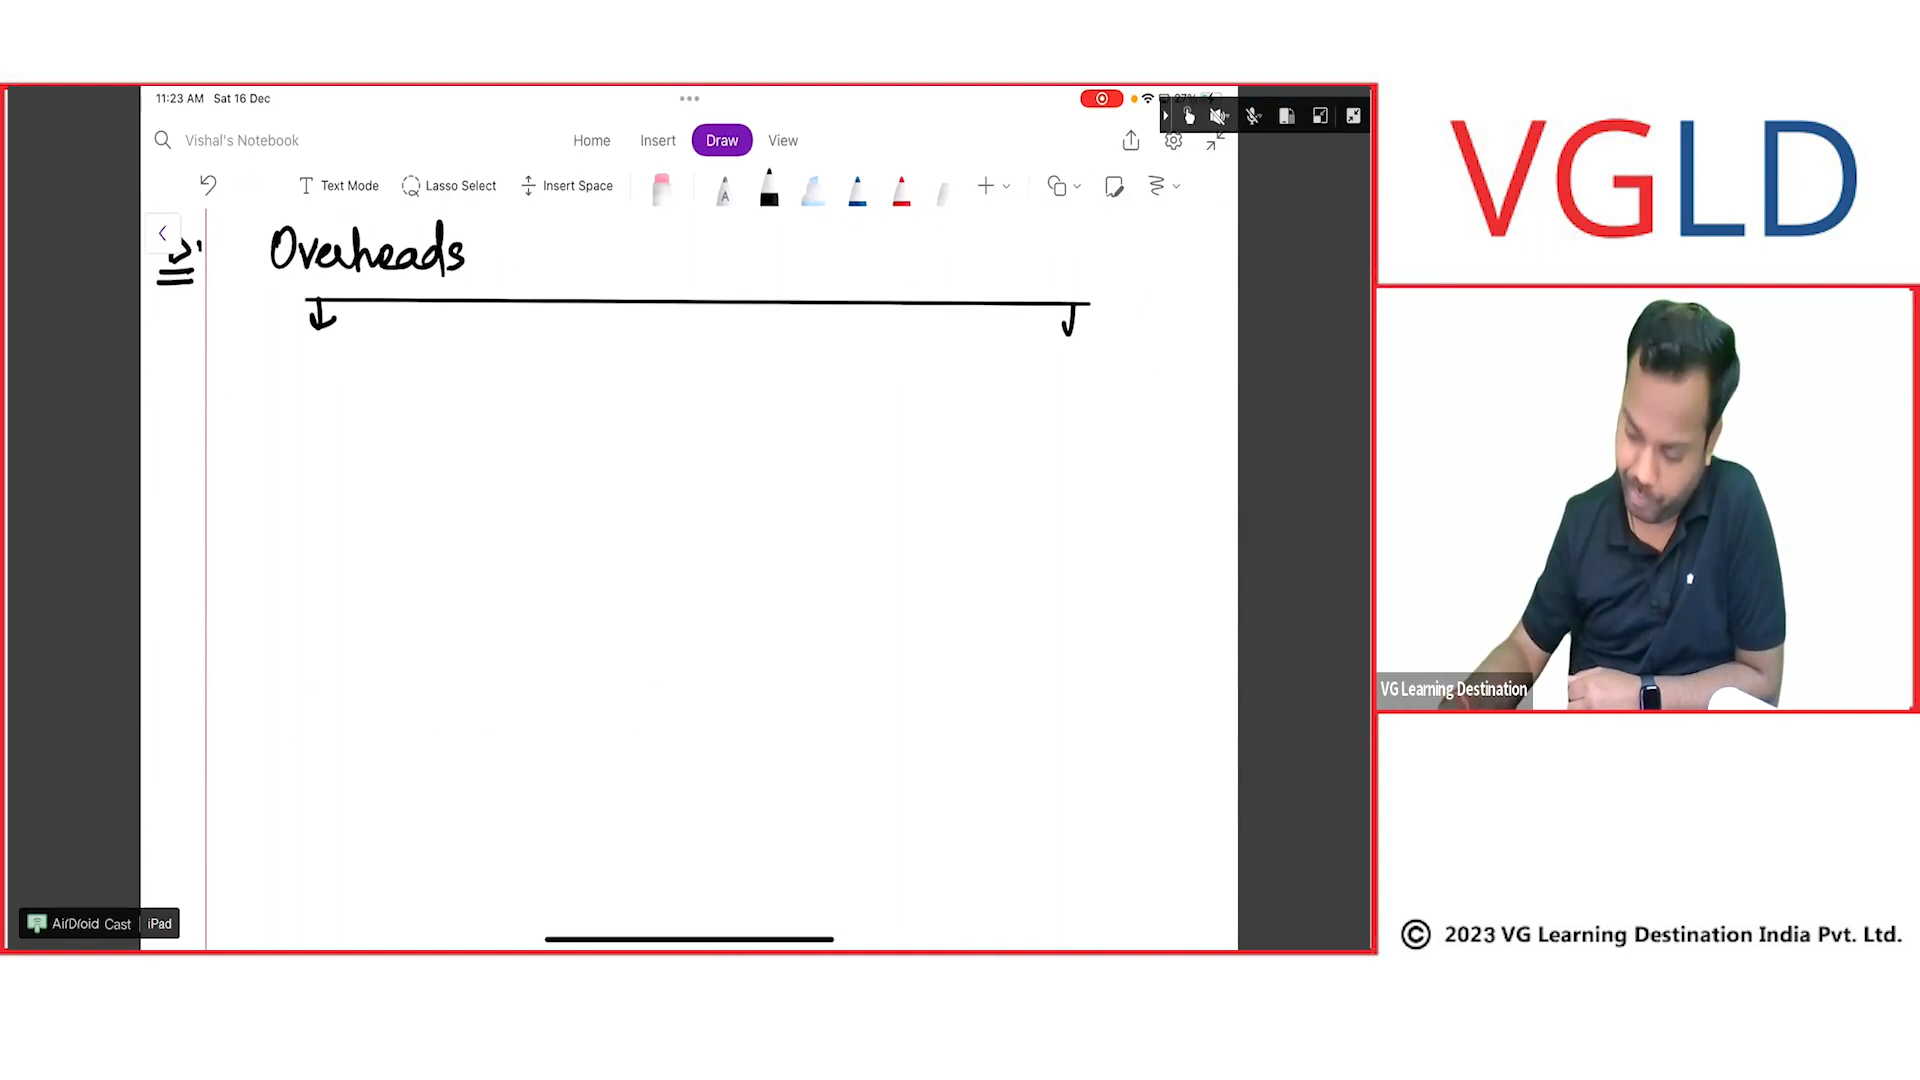 11:23 AM Sat 16 Dec
27%
Vishal's Notebook
Home Insert Draw View
Text Mode Lasso Select Insert Space
A
Overheads
VGLD
VG Learning Destination
AirDroid Cast iPad
© 2023 VG Learning Destination India Pvt. Ltd.